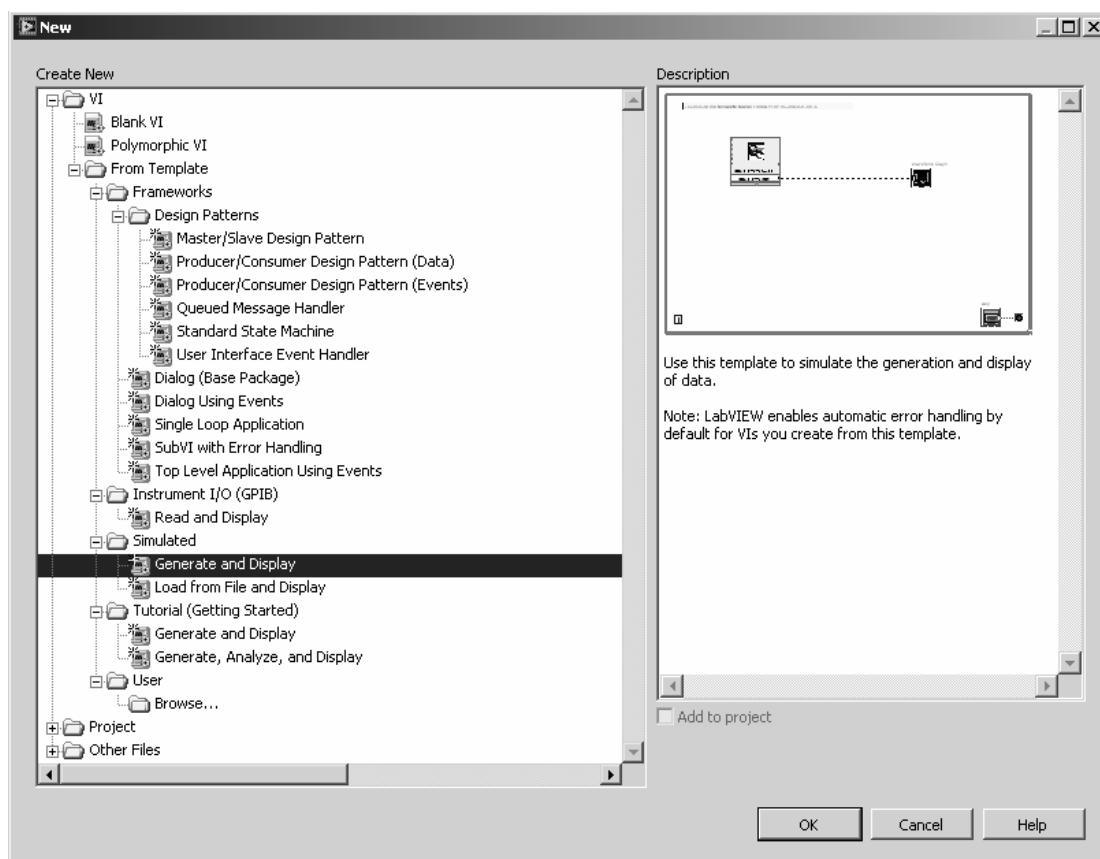 New
Create New
VI
Blank VI
Polymorphic VI
From Template
Frameworks
Design Patterns
Master/Slave Design Pattern
Producer/Consumer Design Pattern (Data)
Producer/Consumer Design Pattern (Events)
Queued Message Handler
Standard State Machine
User Interface Event Handler
Dialog (Base Package)
Dialog Using Events
Single Loop Application
SubVI with Error Handling
Top Level Application Using Events
Instrument I/O (GPIB)
Read and Display
Simulated
Generate and Display
Load from File and Display
Tutorial (Getting Started)
Generate and Display
Generate, Analyze, and Display
User
Browse...
Project
Other Files
Description
Use this template to simulate the generation and display
of data.
Note: LabVIEW enables automatic error handling by
default for VIs you create from this template.
Add to project
OK
Cancel
Help